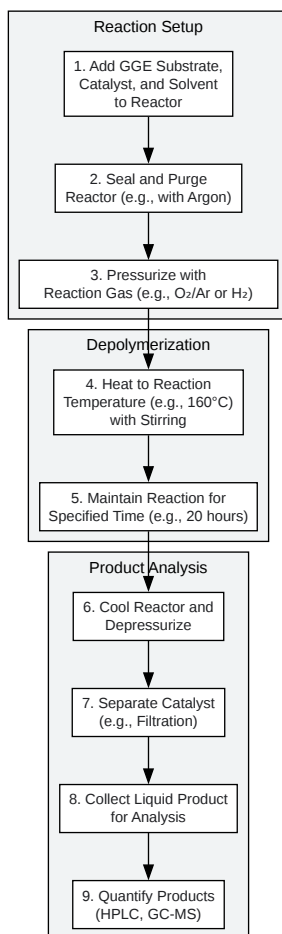 Reaction Setup
1. Add GGE Substrate,
Catalyst, and Solvent
to Reactor
2. Seal and Purge
Reactor (e.g., with Argon)
3. Pressurize with
Reaction Gas (e.g., O₂/Ar or H₂)
Depolymerization
4. Heat to Reaction
Temperature (e.g., 160°C)
with Stirring
5. Maintain Reaction for
Specified Time (e.g., 20 hours)
Product Analysis
6. Cool Reactor and
Depressurize
7. Separate Catalyst
(e.g., Filtration)
8. Collect Liquid Product
for Analysis
9. Quantify Products
(HPLC, GC-MS)